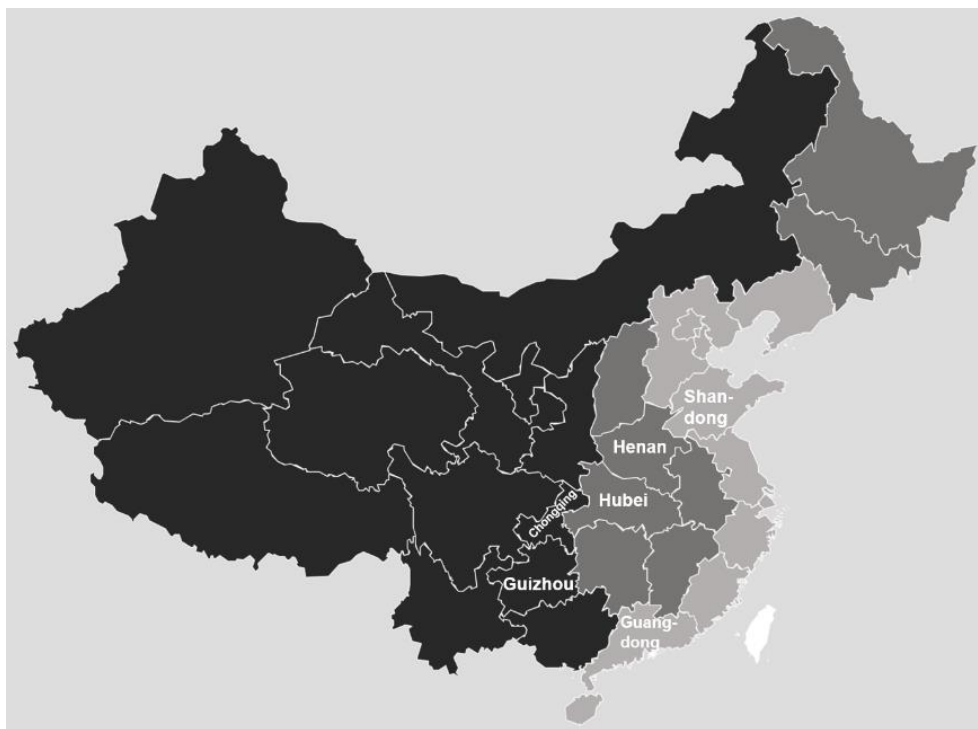 Shan-
dong
Henan
Hubei
Chongqing
Guizhou
Guang-
dong